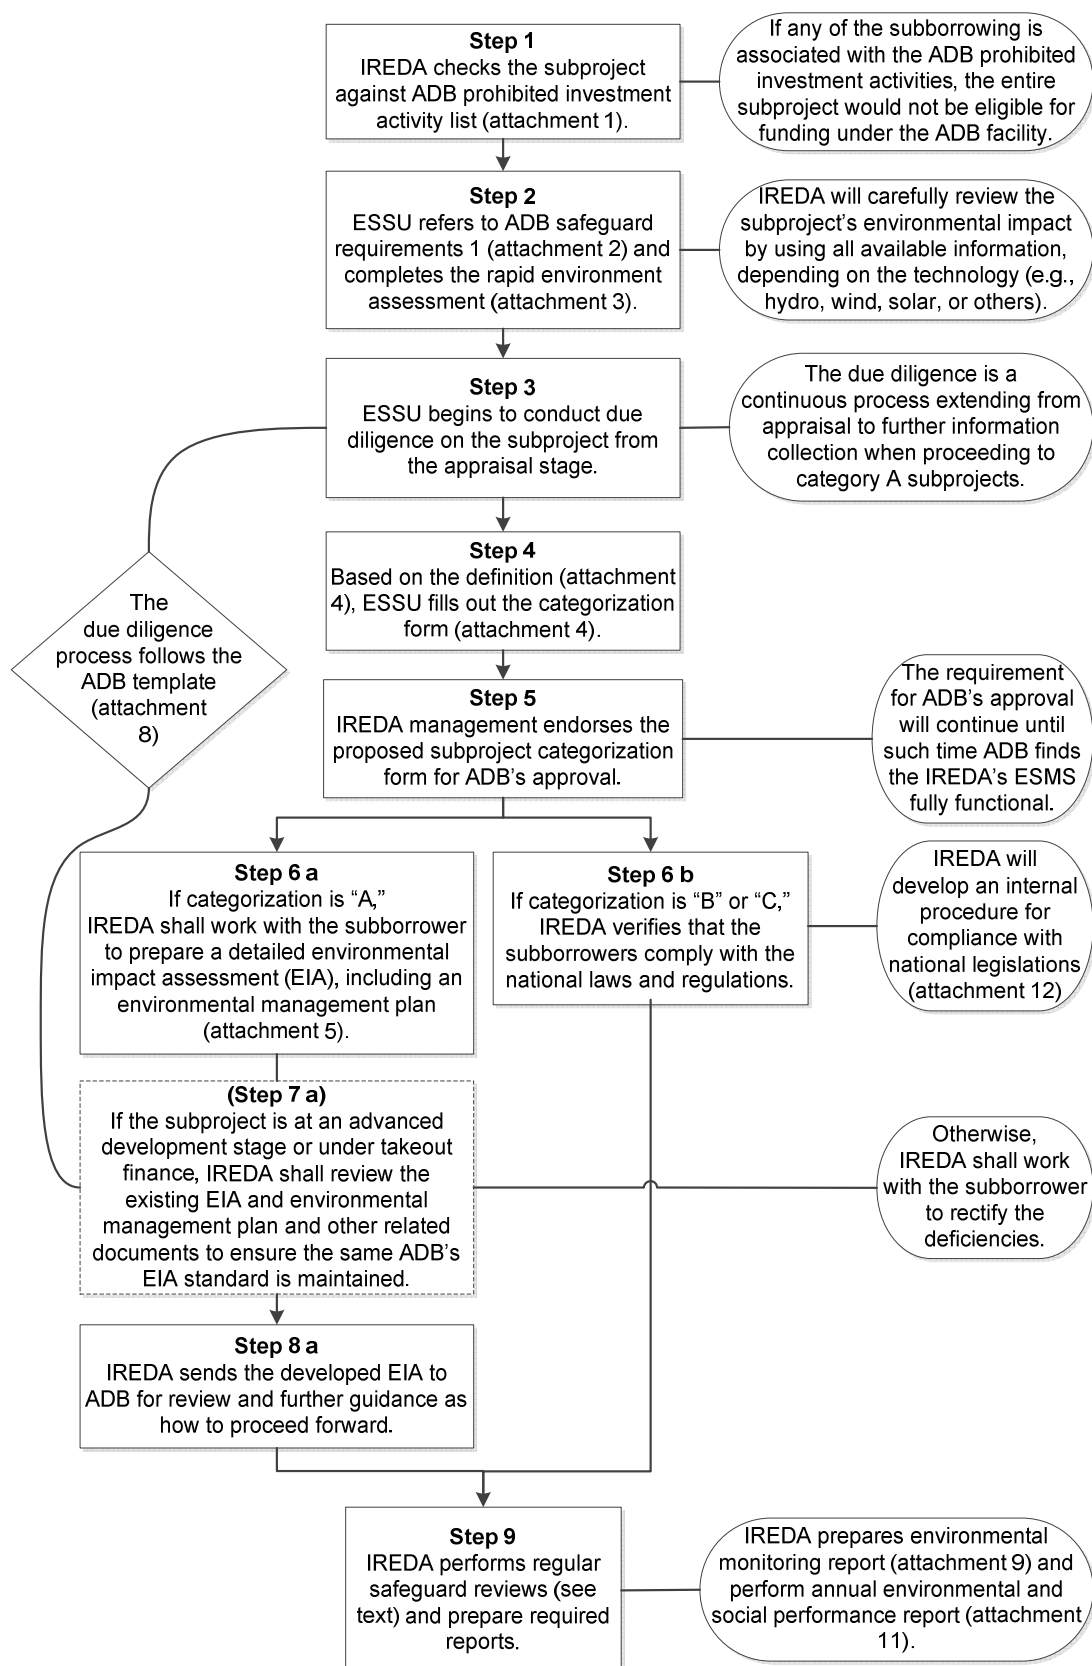 Step 1
IREDA checks the subproject
against ADB prohibited investment
activity list (attachment 1).
If any of the subborrowing is
associated with the ADB prohibited
investment activities, the entire
subproject would not be eligible for
funding under the ADB facility.
Step 2
ESSU refers to ADB safeguard
requirements 1 (attachment 2) and
completes the rapid environment
assessment (attachment 3).
IREDA will carefully review the
subproject's environmental impact
by using all available information,
depending on the technology (e.g.,
hydro, wind, solar, or others).
Step 3
ESSU begins to conduct due
diligence on the subproject from
the appraisal stage.
The due diligence is a
continuous process extending from
appraisal to further information
collection when proceeding to
category A subprojects.
Step 4
Based on the definition (attachment
4), ESSU fills out the categorization
form (attachment 4).
The
due diligence
process follows the
ADB template
(attachment
8)
Step 5
IREDA management endorses the
proposed subproject categorization
form for ADB's approval.
The requirement
for ADB's approval
will continue until
such time ADB finds
the IREDA's ESMS
fully functional.
Step 6 a
If categorization is “A,”
IREDA shall work with the subborrower
to prepare a detailed environmental
impact assessment (EIA), including an
environmental management plan
(attachment 5).
Step 6 b
If categorization is “B” or “C,”
IREDA verifies that the
subborrowers comply with the
national laws and regulations.
IREDA will
develop an internal
procedure for
compliance with
national legislations
(attachment 12)
(Step 7 a)
If the subproject is at an advanced
development stage or under takeout
finance, IREDA shall review the
existing EIA and environmental
management plan and other related
documents to ensure the same ADB's
EIA standard is maintained.
Otherwise,
IREDA shall work
with the subborrower
to rectify the
deficiencies.
Step 8 a
IREDA sends the developed EIA to
ADB for review and further guidance as
how to proceed forward.
Step 9
IREDA performs regular
safeguard reviews (see
text) and prepare required
reports.
IREDA prepares environmental
monitoring report (attachment 9) and
perform annual environmental and
social performance report (attachment
11).